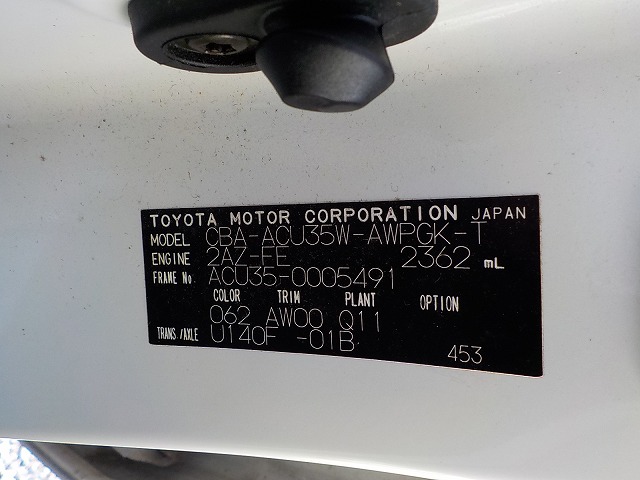 TOYOTA MOTOR CORPORATION JAPAN
MODEL CBA-ACU35W-AWPGK-T
ENGINE 2AZ-FE 2362 mL
FRAME No ACU35-0005491
COLOR TRIM PLANT OPTION
062 AW00 Q11
TRANS/AXLE U140F -01B
453